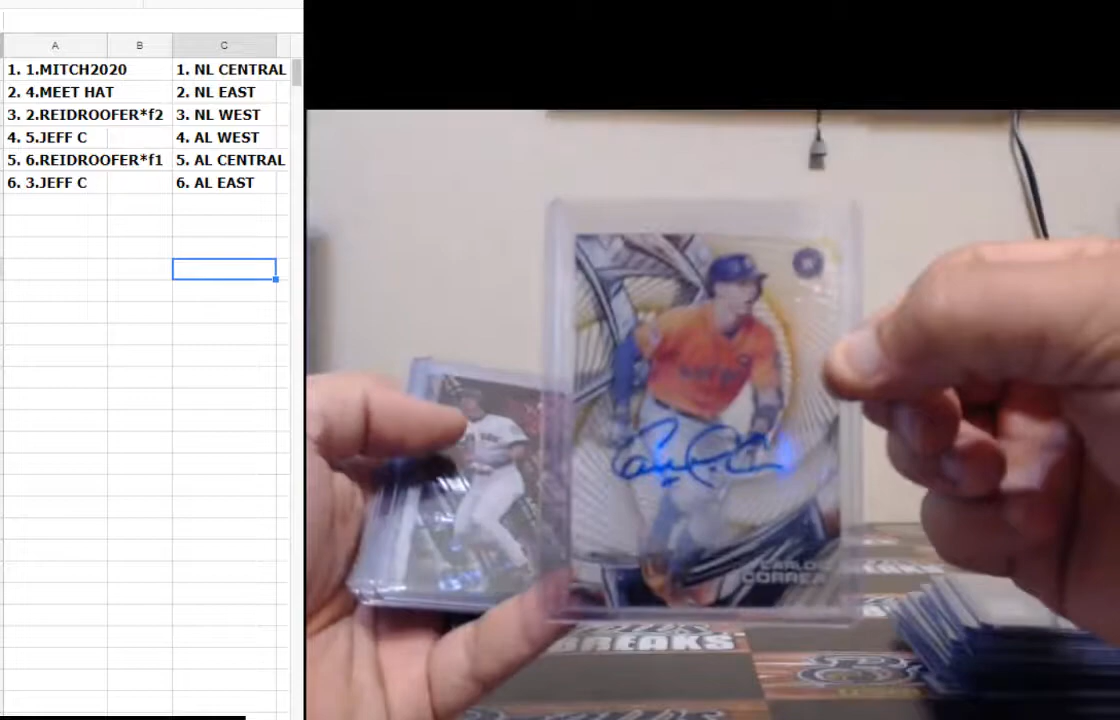 A B C
1. 1.MITCH2020 1. NL CENTRAL
2. 4.MEET HAT 2. NL EAST
3. 2.REIDROOFER*f2 3. NL WEST
4. 5.JEFF C 4. AL WEST
5. 6.REIDROOFER*f1 5. AL CENTRAL
6. 3.JEFF C 6. AL EAST
CARLOS
CORREA
BREAKS